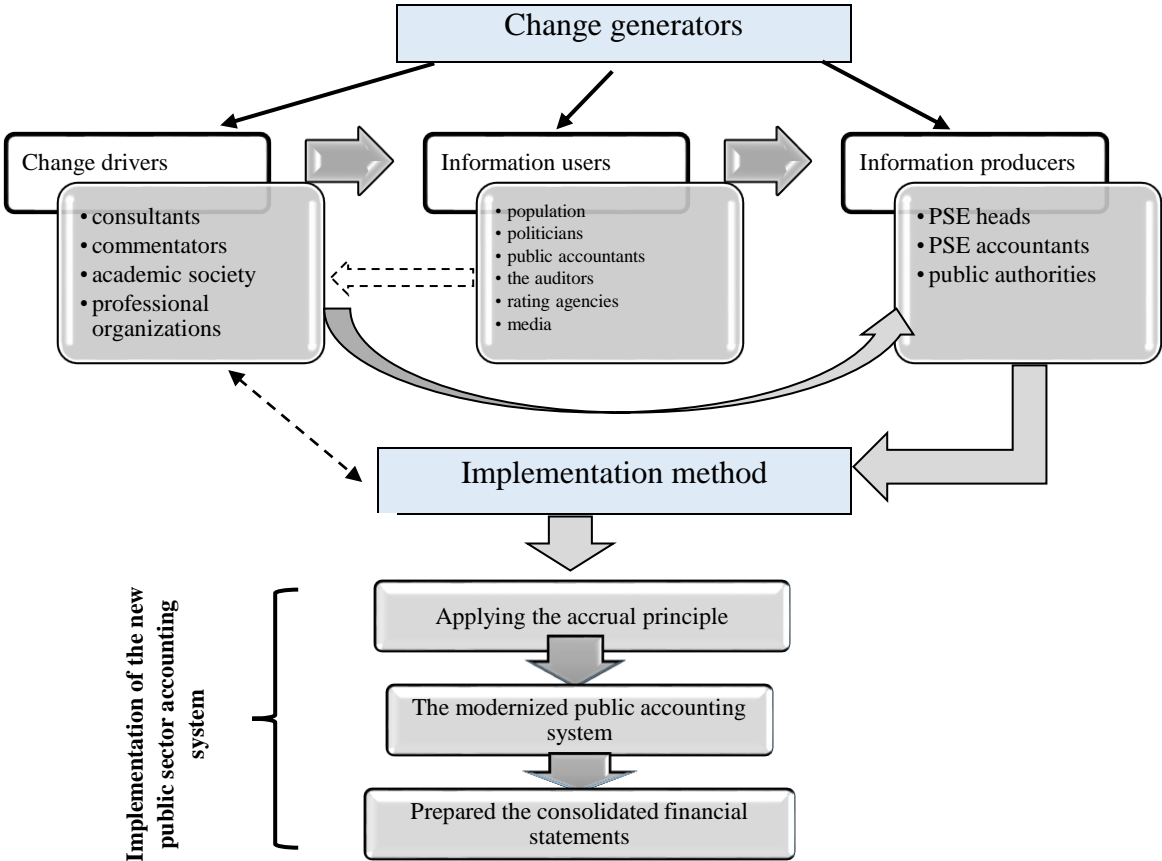 Change generators
Change drivers
• consultants
• commentators
• academic society
• professional
organizations
Information users
• population
• politicians
• public accountants
• the auditors
• rating agencies
• media
Information producers
• PSE heads
• PSE accountants
• public authorities
Implementation method
Implementation of the new
public sector accounting
system
Applying the accrual principle
The modernized public accounting
system
Prepared the consolidated financial
statements